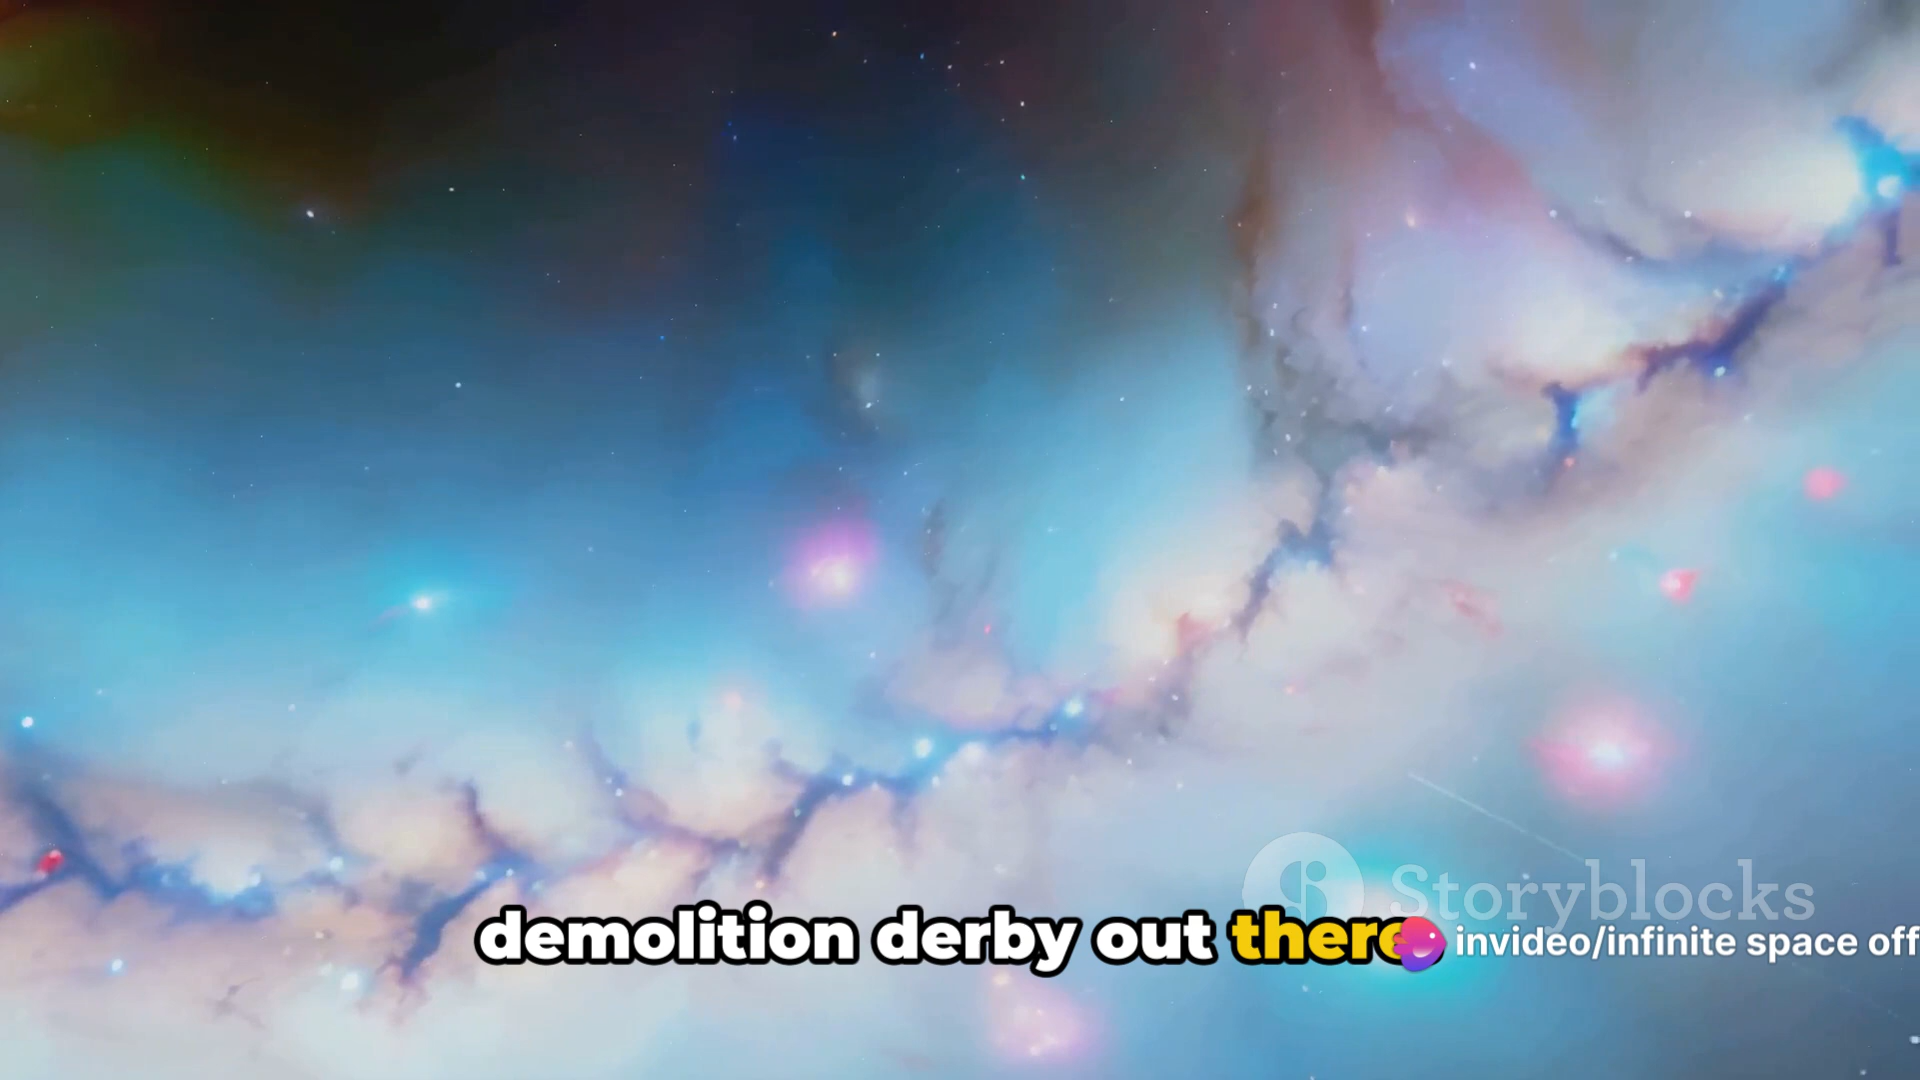 Storyblocks
demolition derby out there
invideo/infinite space off